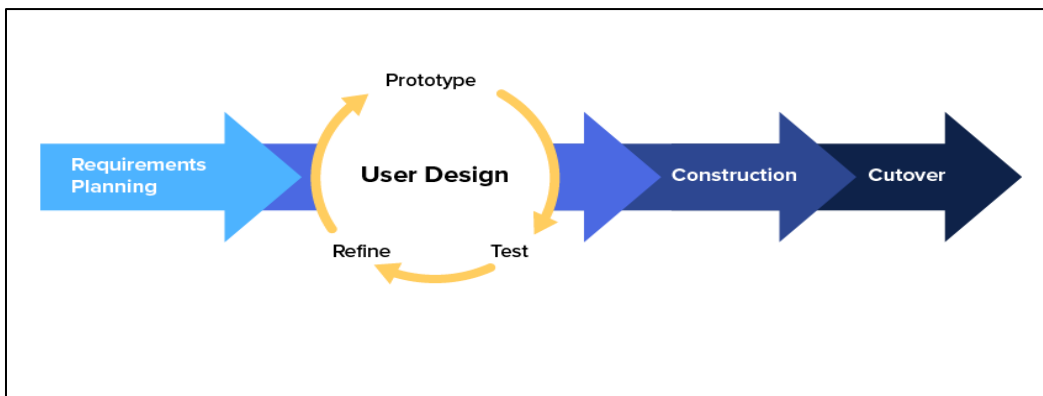 Prototype
Requirements
Planning
User Design
Construction
Cutover
Refine
Test